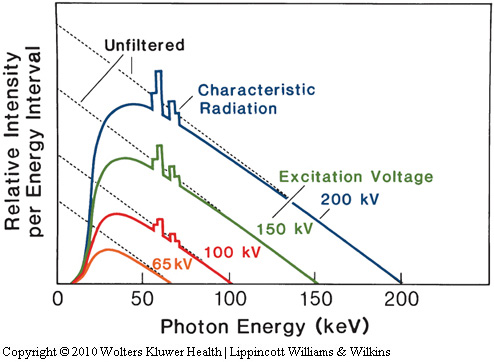 Relative Intensity
per Energy Interval
Unfiltered
Characteristic
Radiation
Excitation Voltage
200 kV
150 kV
100 kV
65 kV
0 50 100 150 200
Photon Energy (keV)
Copyright © 2010 Wolters Kluwer Health | Lippincott Williams & Wilkins